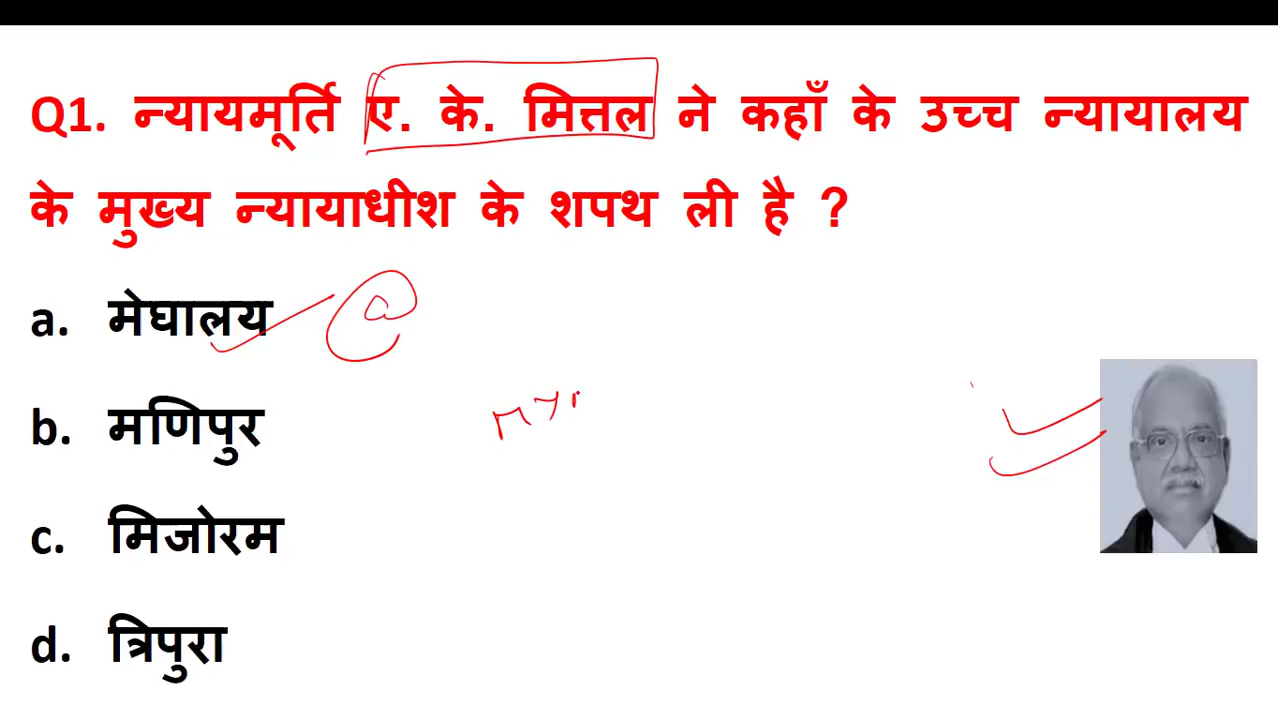 Q1. न्यायमूर्ति ए. के. मित्तल ने कहाँ के उच्च न्यायालय
के मुख्य न्यायाधीश के शपथ ली है ?
a. मेघालय
a
b. मणिपुर
c. मिजोरम
d. त्रिपुरा